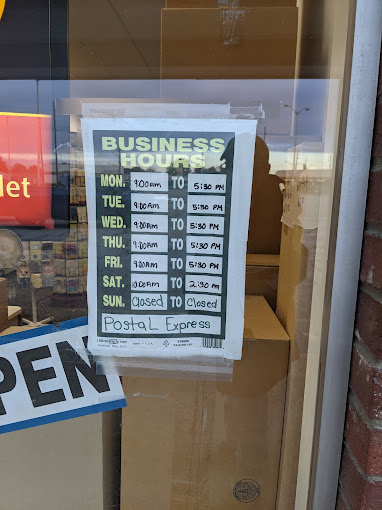 BUSINESS
HOURS
MON. 9:00AM TO 5:30 PM
TUE. 9:00AM TO 5:30 PM
WED. 9:00AM TO 5:30 PM
THU. 9:00AM TO 5:30 PM
FRI. 9:00AM TO 5:30 PM
SAT. TO 2:30 PM
SUN. Closed TO Closed
Postal Express
let
PEN